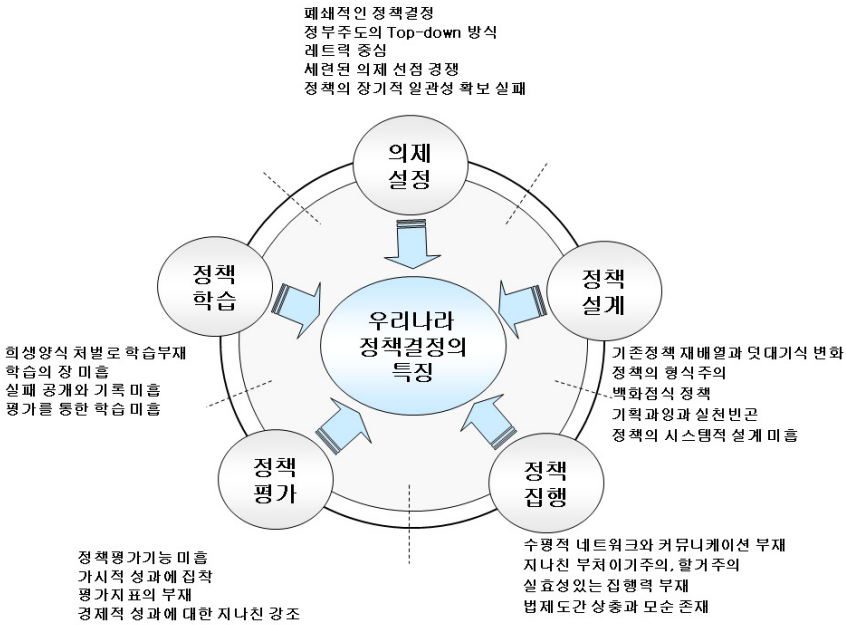 폐쇄적인 정책결정
정부주도의 Top-down 방식
레트릭 중심
세련된 의제 선점 경쟁
정책의 장기적 일관성 확보 실패
의제
설정
정책
학습
정책
설계
우리나라
정책결정의
특징
희생양식 처벌로 학습부재
학습의 장 미흡
실패 공개와 기록 미흡
평가를 통한 학습 미흡
기존정책 재배열과 덧대기식 변화
정책의 형식주의
백화점식 정책
기획과잉과 실천빈곤
정책의 시스템적 설계 미흡
정책
평가
정책
집행
정책평가기능 미흡
가시적 성과에 집착
평가지표의 부재
경제적 성과에 대한 지나친 강조
수평적 네트워크와 커뮤니케이션 부재
지나친 부처이기주의, 할거주의
실효성있는 집행력 부재
법제도간 상충과 모순 존재